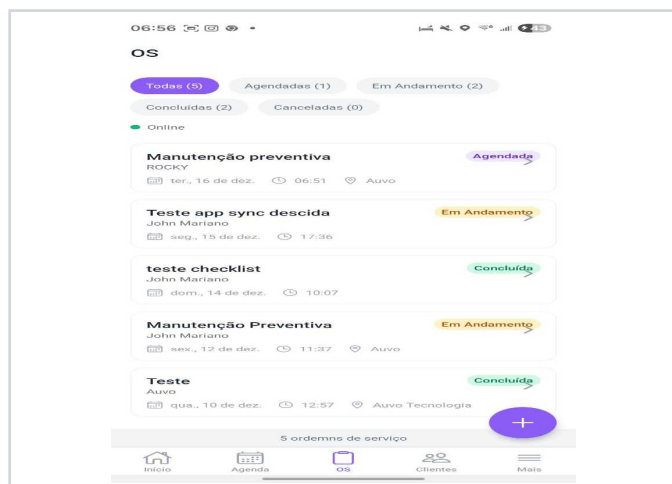 06:56
43
OS
Todas (5) Agendadas (1) Em Andamento (2)
Concluídas (2) Canceladas (0)
Online
Manutenção preventiva Agendada
ROCKY
ter., 16 de dez. 06:51 Auvo
Teste app sync descida Em Andamento
John Mariano
seg., 15 de dez. 17:36
teste checklist Concluída
John Mariano
dom., 14 de dez. 10:07
Manutenção Preventiva Em Andamento
John Mariano
sex., 12 de dez. 11:37 Auvo
Teste Concluída
Auvo
qua., 10 de dez. 12:57 Auvo Tecnologia
5 ordemns de serviço
Início Agenda OS Clientes Mais